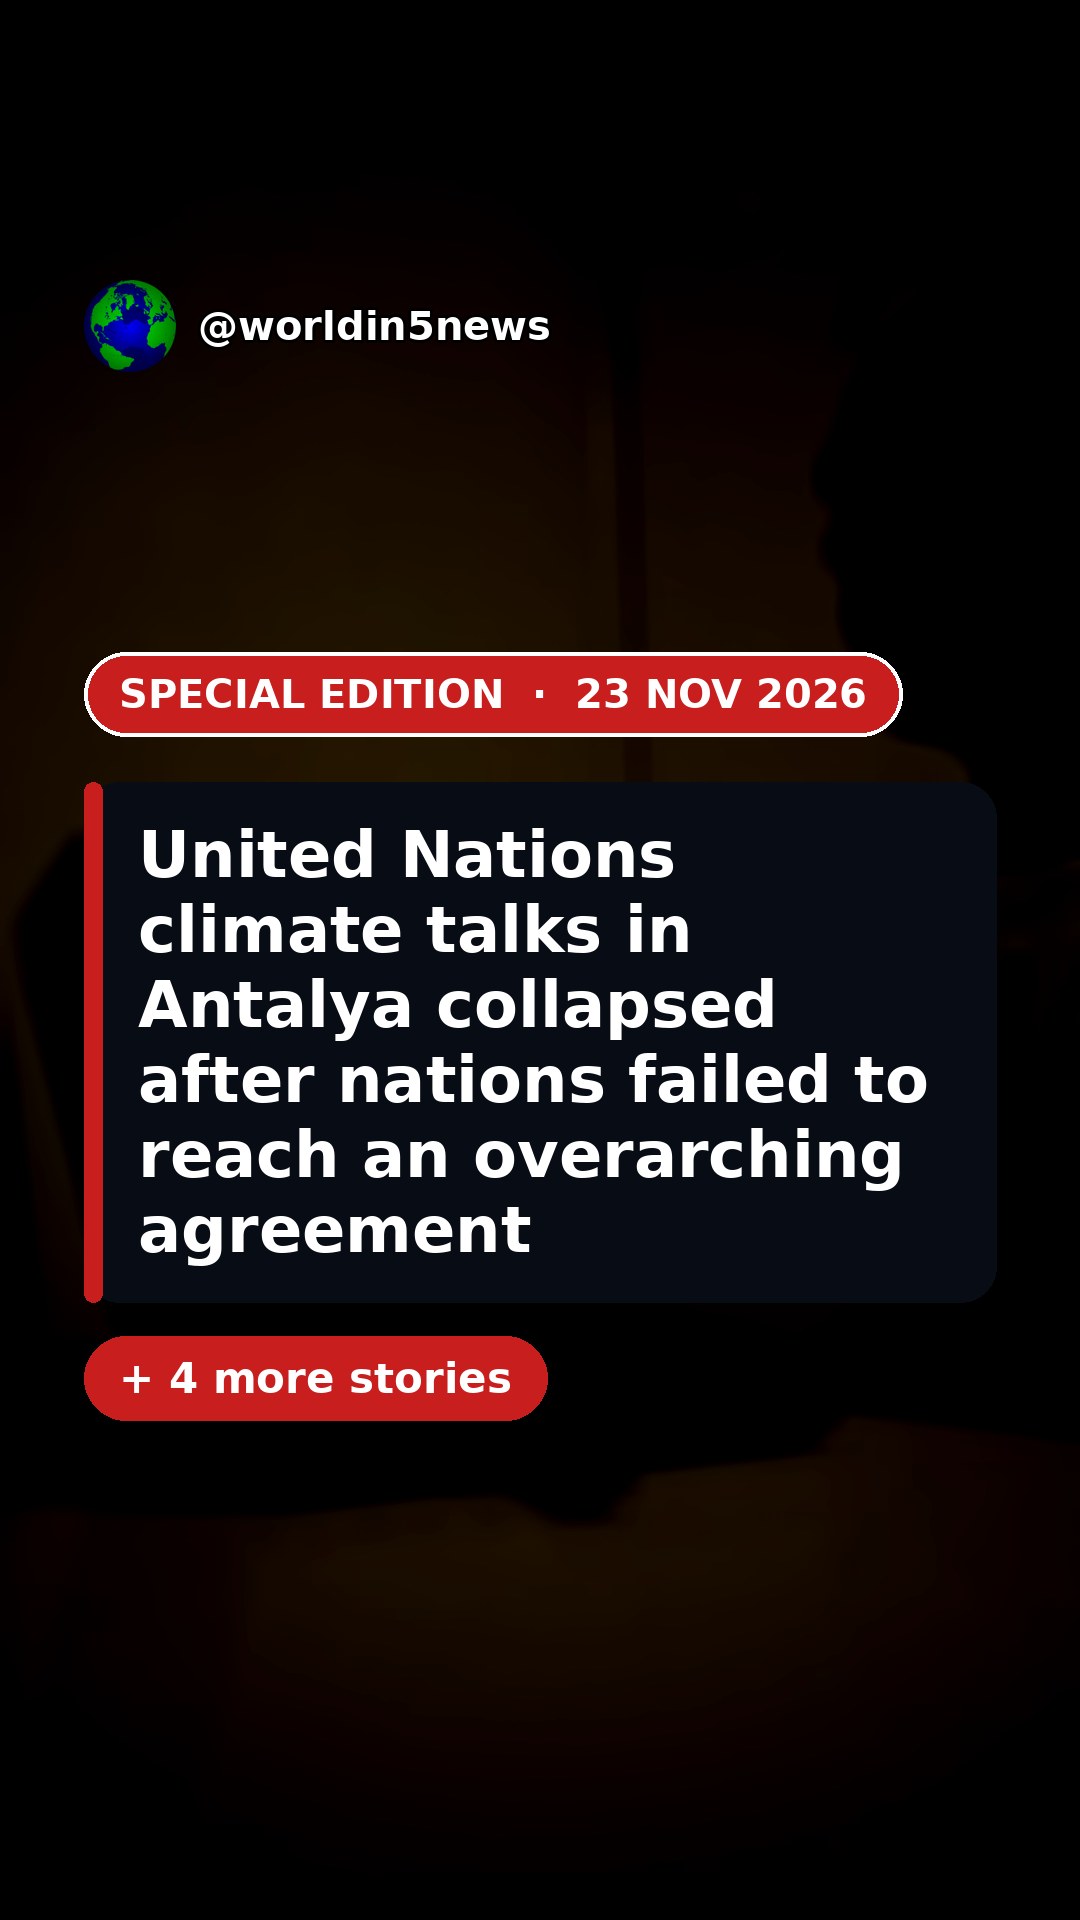 @worldin5news
SPECIAL EDITION · 23 NOV 2026
United Nations
climate talks in
Antalya collapsed
after nations failed to
reach an overarching
agreement
+ 4 more stories